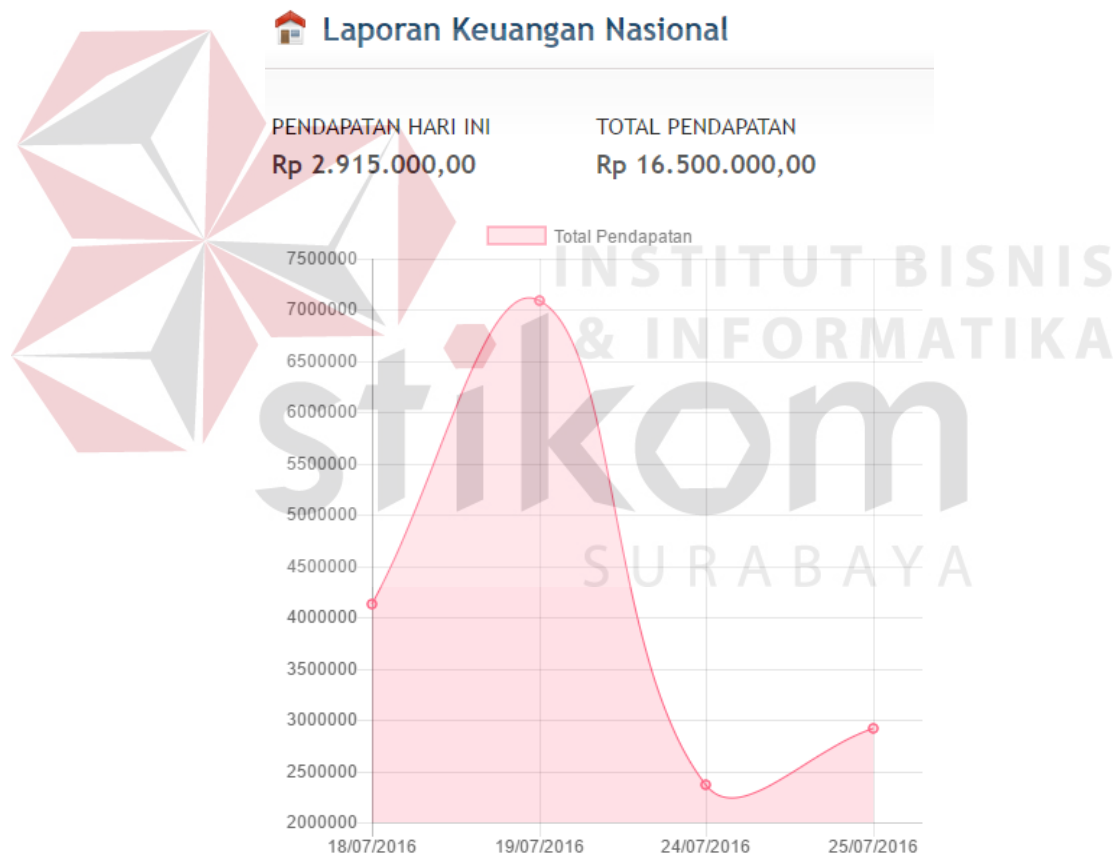 Laporan Keuangan Nasional
PENDAPATAN HARI INI TOTAL PENDAPATAN
Rp 2.915.000,00 Rp 16.500.000,00
Total Pendapatan
7500000
7000000
6500000
6000000
5500000
5000000
4500000
4000000
3500000
3000000
2500000
2000000
18/07/2016 19/07/2016 24/07/2016 25/07/2016
INSTITUT BISNIS
& INFORMATIKA
stikom
SURABAYA